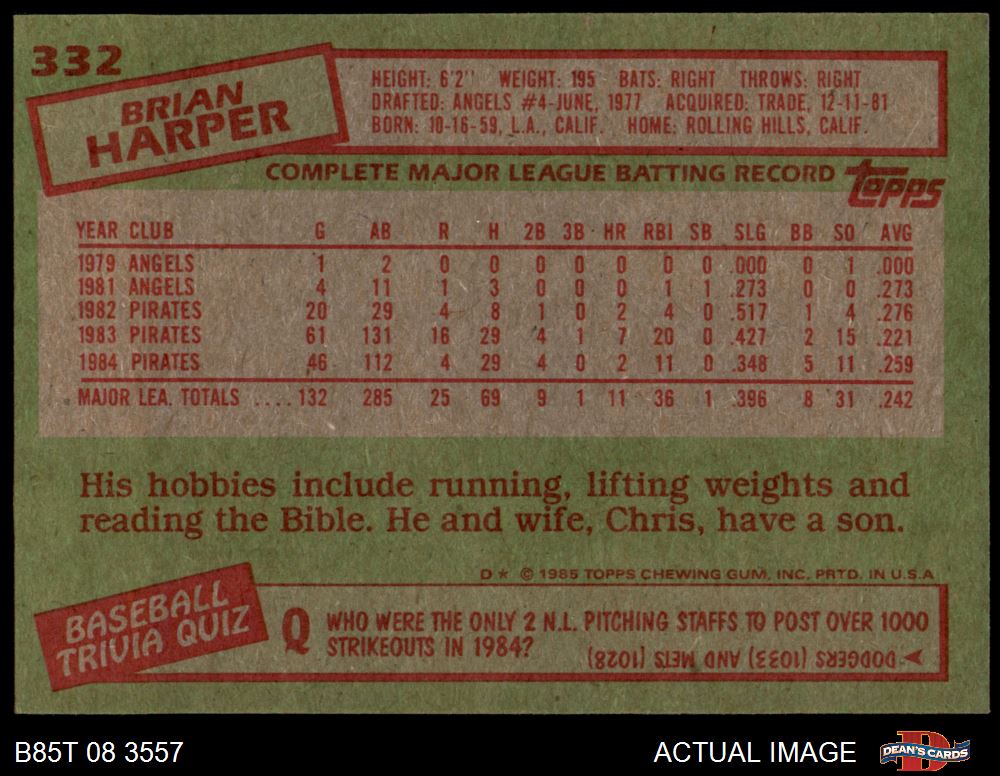 332
BRIAN
HARPER
HEIGHT: 6'2" WEIGHT: 195 BATS: RIGHT THROWS: RIGHT
DRAFTED: ANGELS #4-JUNE, 1977 ACQUIRED: TRADE, 12-11-81
BORN: 10-16-59, L.A., CALIF. HOME: ROLLING HILLS, CALIF.
COMPLETE MAJOR LEAGUE BATTING RECORD topps
YEAR CLUB G AB R H 2B 3B HR RBI SB SLG BB SO AVG
1979 ANGELS 1 2 0 0 0 0 0 0 0 .000 0 1 .000
1981 ANGELS 4 11 1 3 0 0 0 1 1 .273 0 0 .273
1982 PIRATES 20 29 4 8 1 0 2 4 0 .517 1 4 .276
1983 PIRATES 61 131 16 29 4 1 7 20 0 .427 2 15 .221
1984 PIRATES 46 112 4 29 4 0 2 11 0 .348 5 11 .259
MAJOR LEA. TOTALS .... 132 285 25 69 9 1 11 36 1 .396 8 31 .242
His hobbies include running, lifting weights and
reading the Bible. He and wife, Chris, have a son.
D* © 1985 TOPPS CHEWING GUM, INC. PRTD. IN U.S.A
BASEBALL
TRIVIA QUIZ
Q WHO WERE THE ONLY 2 N.L. PITCHING STAFFS TO POST OVER 1000
STRIKEOUTS IN 1984?
DODGERS (1033) AND METS (1028)
B85T 08 3557
ACTUAL IMAGE
D
DEAN'S CARDS